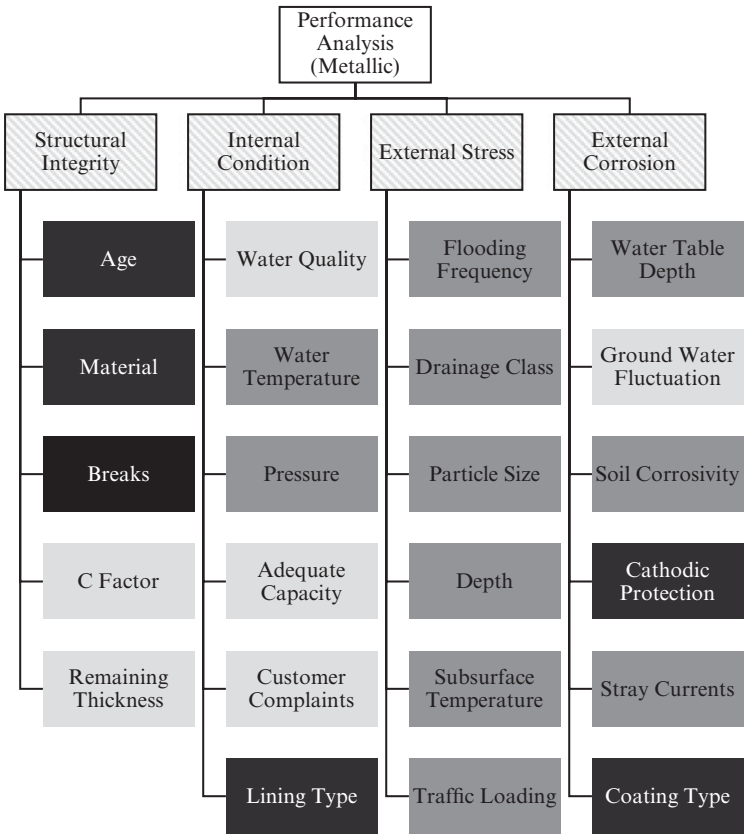 Performance
Analysis
(Metallic)
Structural
Integrity
Internal
Condition
External Stress
External
Corrosion
Age
Material
Breaks
C Factor
Remaining
Thickness
Water Quality
Water
Temperature
Pressure
Adequate
Capacity
Customer
Complaints
Lining Type
Flooding
Frequency
Drainage Class
Particle Size
Depth
Subsurface
Temperature
Traffic Loading
Water Table
Depth
Ground Water
Fluctuation
Soil Corrosivity
Cathodic
Protection
Stray Currents
Coating Type